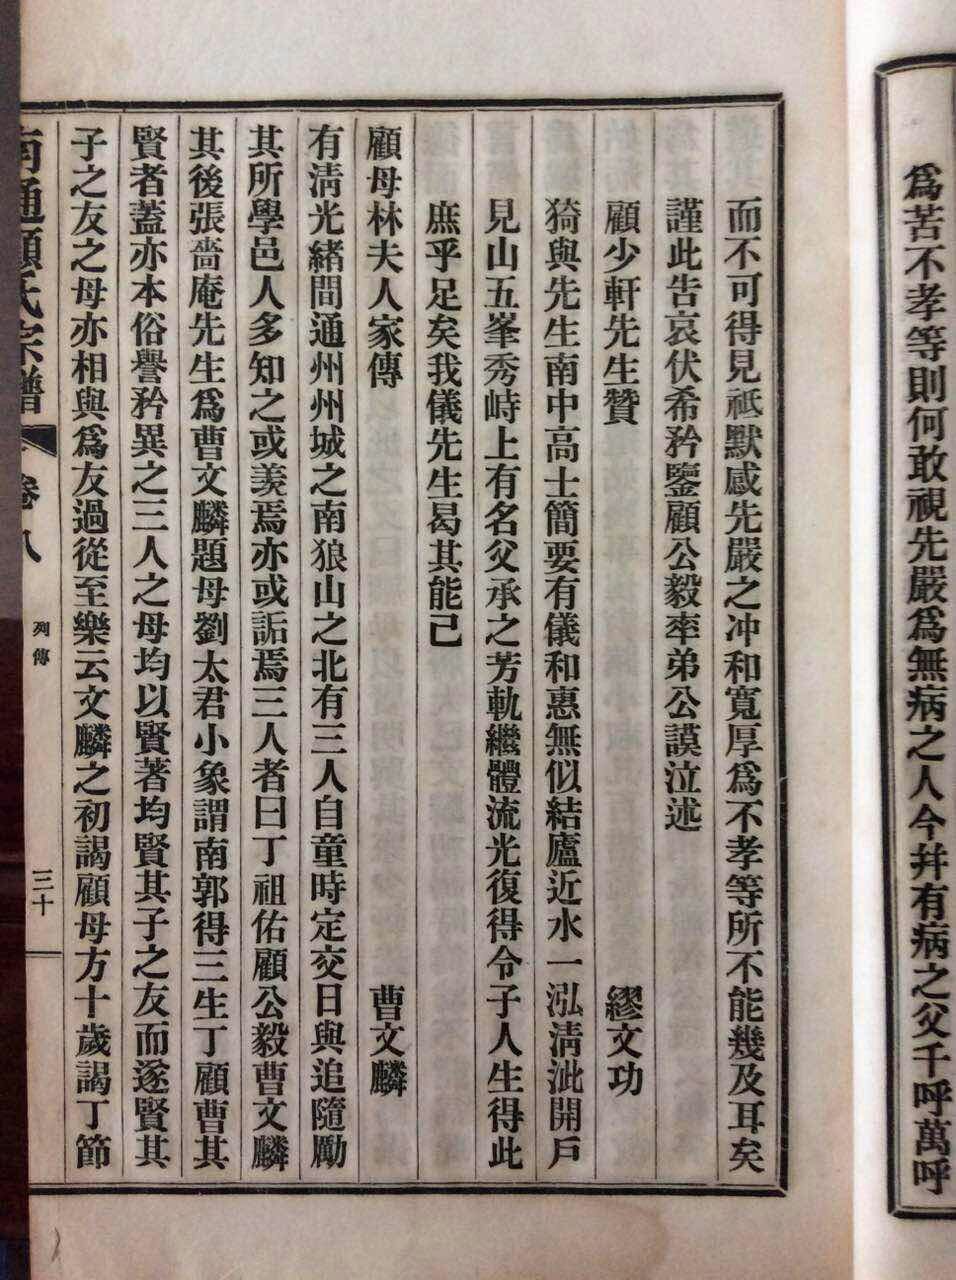 爲苦不孝等則何敢視先嚴爲無病之人今幷有病之父千呼萬呼
而不可得見祗默感先嚴之冲和寬厚爲不孝等所不能幾及耳矣
謹此告哀伏希矜鑒顧公毅率弟公謨泣述
顧少軒先生贊　繆文功
猗與先生南中高士簡要有儀和惠無似結廬近水一泓淸泚開戶
見山五峯秀峙上有名父承之芳軌繼體流光復得令子人生得此
庶乎足矣我儀先生曷其能已
顧母林夫人家傳　曹文麟
有淸光緒間通州州城之南狼山之北有三人自童時定交日與追隨勵
其所學邑人多知之或羨焉亦或詬焉三人者曰丁祖佑顧公毅曹文麟
其後張嗇庵先生爲曹文麟題母劉太君小象謂南郭得三生丁顧曹其
賢者蓋亦本俗譽矜異之三人之母均以賢著均賢其子之友而遂賢其
子之友之母亦相與爲友過從至樂云文麟之初謁顧母方十歲謁丁節
南通顧氏宗譜　卷八　列傳　三十